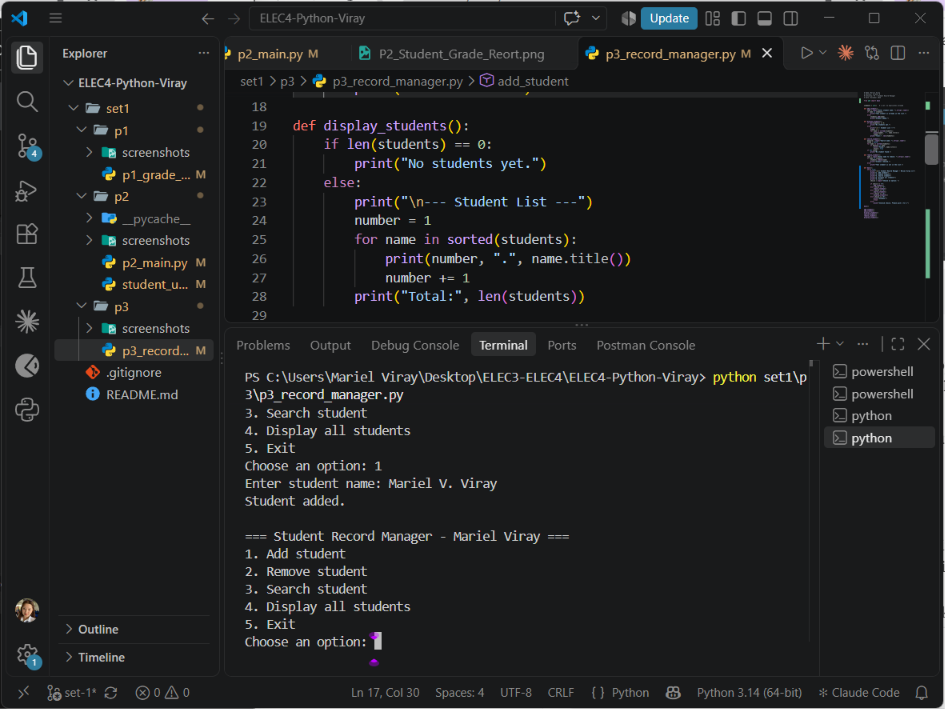 ELEC4-Python-Viray
Update
Explorer
p2_main.py M
P2_Student_Grade_Reort.png
p3_record_manager.py M
ELEC4-Python-Viray
set1
p1
screenshots
p1_grade_... M
p2
__pycache__
screenshots
p2_main.py M
student_u... M
p3
screenshots
p3_record... M
.gitignore
README.md
Outline
Timeline
set1 > p3 > p3_record_manager.py > add_student
18
19 def display_students():
20 if len(students) == 0:
21 print("No students yet.")
22 else:
23 print("\n--- Student List ---")
24 number = 1
25 for name in sorted(students):
26 print(number, ".", name.title())
27 number += 1
28 print("Total:", len(students))
29
Problems Output Debug Console Terminal Ports Postman Console
PS C:\Users\Mariel Viray\Desktop\ELEC3-ELEC4\ELEC4-Python-Viray> python set1\p
3\p3_record_manager.py
3. Search student
4. Display all students
5. Exit
Choose an option: 1
Enter student name: Mariel V. Viray
Student added.
=== Student Record Manager - Mariel Viray ===
1. Add student
2. Remove student
3. Search student
4. Display all students
5. Exit
Choose an option:
powershell
powershell
python
python
4
1
set-1* 0 0 Ln 17, Col 30 Spaces: 4 UTF-8 CRLF { } Python Python 3.14 (64-bit) Claude Code